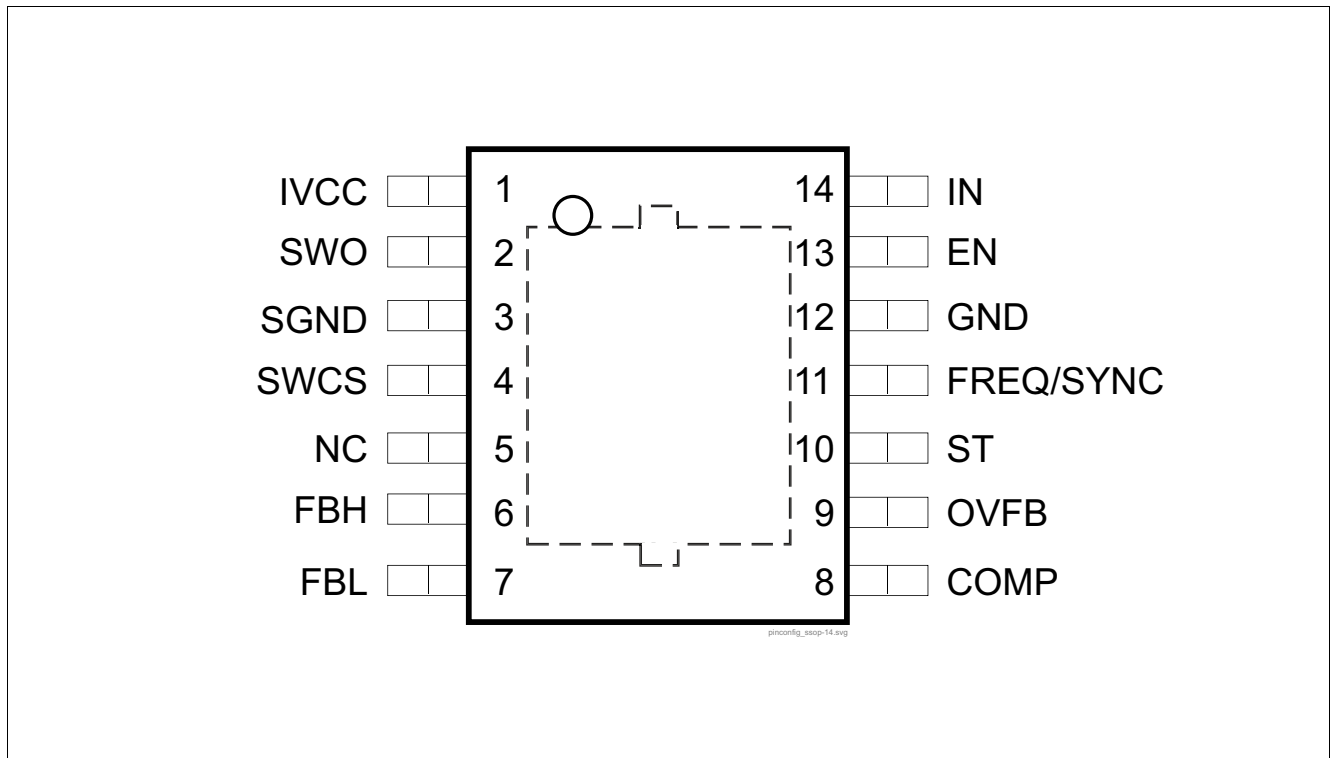 IVCC 1 14 IN
SWO 2 13 EN
SGND 3 12 GND
SWCS 4 11 FREQ/SYNC
NC 5 10 ST
FBH 6 9 OVFB
FBL 7 8 COMP
pinconfig_ssop-14.svg